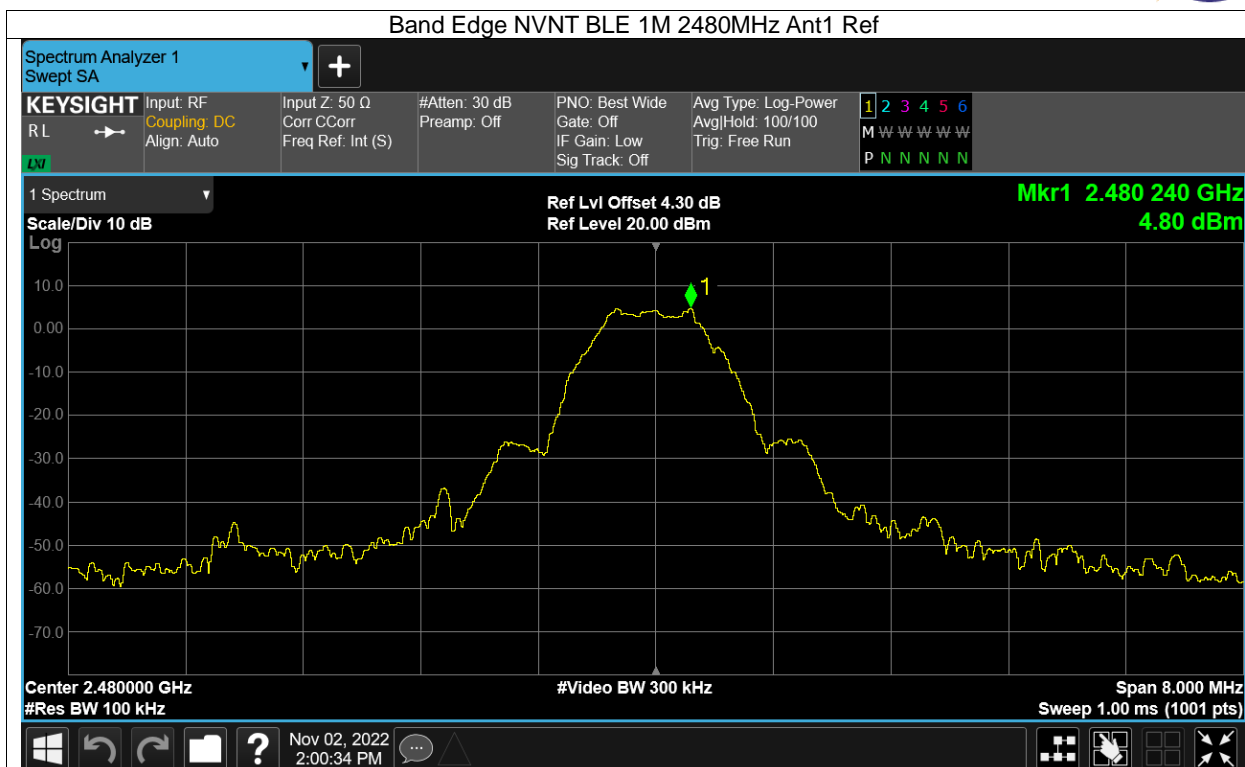 Band Edge NVNT BLE 1M 2480MHz Ant1 Ref
Spectrum Analyzer 1
Swept SA
KEYSIGHT
R L
LXI
Input: RF
Coupling: DC
Align: Auto
Input Z: 50 Ω
Corr CCorr
Freq Ref: Int (S)
#Atten: 30 dB
Preamp: Off
PNO: Best Wide
Gate: Off
IF Gain: Low
Sig Track: Off
Avg Type: Log-Power
Avg|Hold: 100/100
Trig: Free Run
1 2 3 4 5 6
M W W W W W W
P N N N N N N
1 Spectrum
Scale/Div 10 dB
Ref Lvl Offset 4.30 dB
Ref Level 20.00 dBm
Mkr1 2.480 240 GHz
4.80 dBm
Log
10.0
0.00
-10.0
-20.0
-30.0
-40.0
-50.0
-60.0
-70.0
1
Center 2.480000 GHz
#Res BW 100 kHz
#Video BW 300 kHz
Span 8.000 MHz
Sweep 1.00 ms (1001 pts)
?
Nov 02, 2022
2:00:34 PM